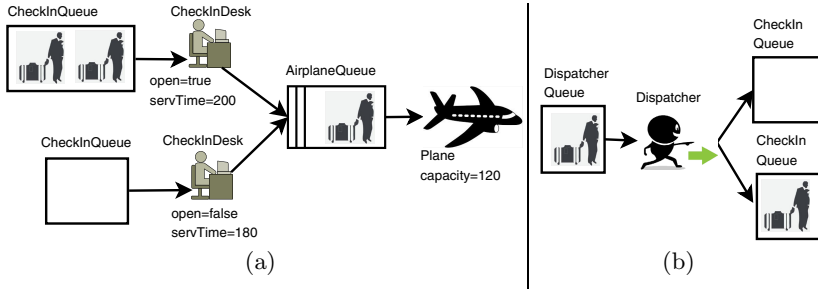 CheckInQueue
CheckInDesk
open=true
servTime=200
AirplaneQueue
Plane
capacity=120
CheckInQueue
CheckInDesk
open=false
servTime=180
(a)
Dispatcher
Queue
Dispatcher
CheckIn
Queue
CheckIn
Queue
(b)